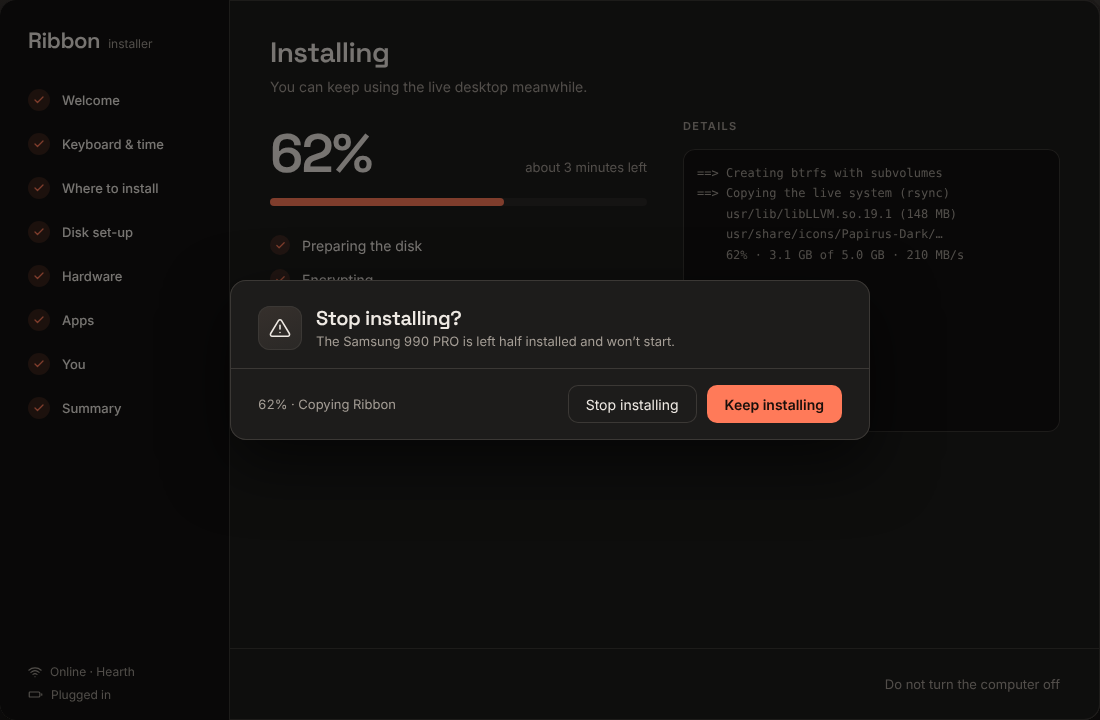 Ribbon installer
Welcome
Keyboard & time
Where to install
Disk set-up
Hardware
Apps
You
Summary
Online · Hearth
Plugged in
Installing
You can keep using the live desktop meanwhile.
62%
about 3 minutes left
Preparing the disk
Encrypting
DETAILS
==> Creating btrfs with subvolumes
==> Copying the live system (rsync)
usr/lib/libLLVM.so.19.1 (148 MB)
usr/share/icons/Papirus-Dark/…
62% · 3.1 GB of 5.0 GB · 210 MB/s
Stop installing?
The Samsung 990 PRO is left half installed and won’t start.
62% · Copying Ribbon
Stop installing
Keep installing
Do not turn the computer off